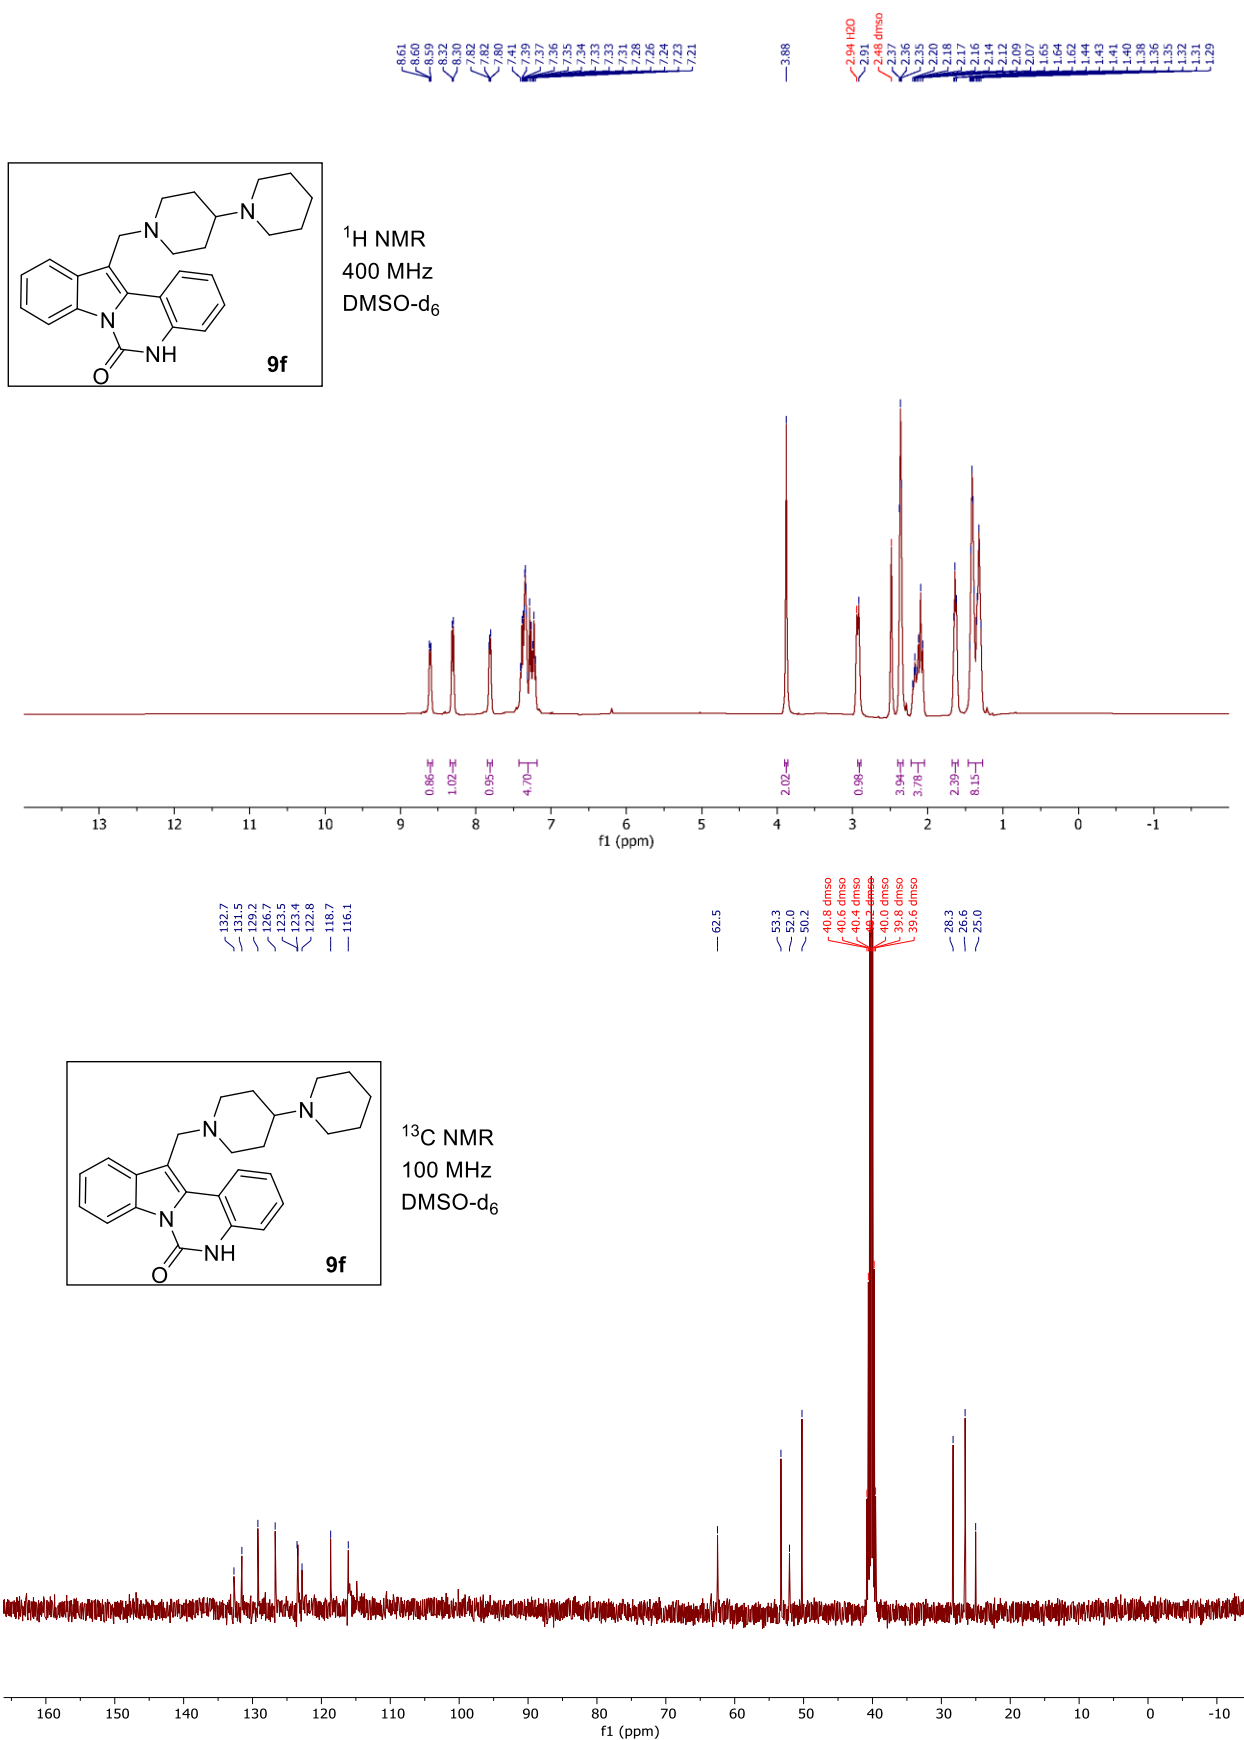 8.61
8.60
8.59
8.32
8.30
7.82
7.82
7.80
7.41
7.39
7.37
7.36
7.35
7.34
7.33
7.33
7.31
7.28
7.26
7.24
7.23
7.21
3.88
2.94 H2O
2.91
2.48 dmso
2.37
2.36
2.35
2.20
2.18
2.17
2.16
2.14
2.12
2.09
2.07
1.65
1.64
1.62
1.44
1.43
1.41
1.40
1.38
1.36
1.35
1.32
1.31
1.29
N
N
N
NH
O
9f
¹H NMR
400 MHz
DMSO-d₆
0.86
1.02
0.95
4.70
2.02
0.98
3.94
3.78
2.39
8.15
13 12 11 10 9 8 7 6 5 4 3 2 1 0 -1
f1 (ppm)
132.7
131.5
129.2
126.7
123.5
123.4
122.8
118.7
116.1
62.5
53.3
52.0
50.2
40.8 dmso
40.6 dmso
40.4 dmso
40.2 dmso
40.0 dmso
39.8 dmso
39.6 dmso
28.3
26.6
25.0
N
N
N
NH
O
9f
¹³C NMR
100 MHz
DMSO-d₆
160 150 140 130 120 110 100 90 80 70 60 50 40 30 20 10 0 -10
f1 (ppm)